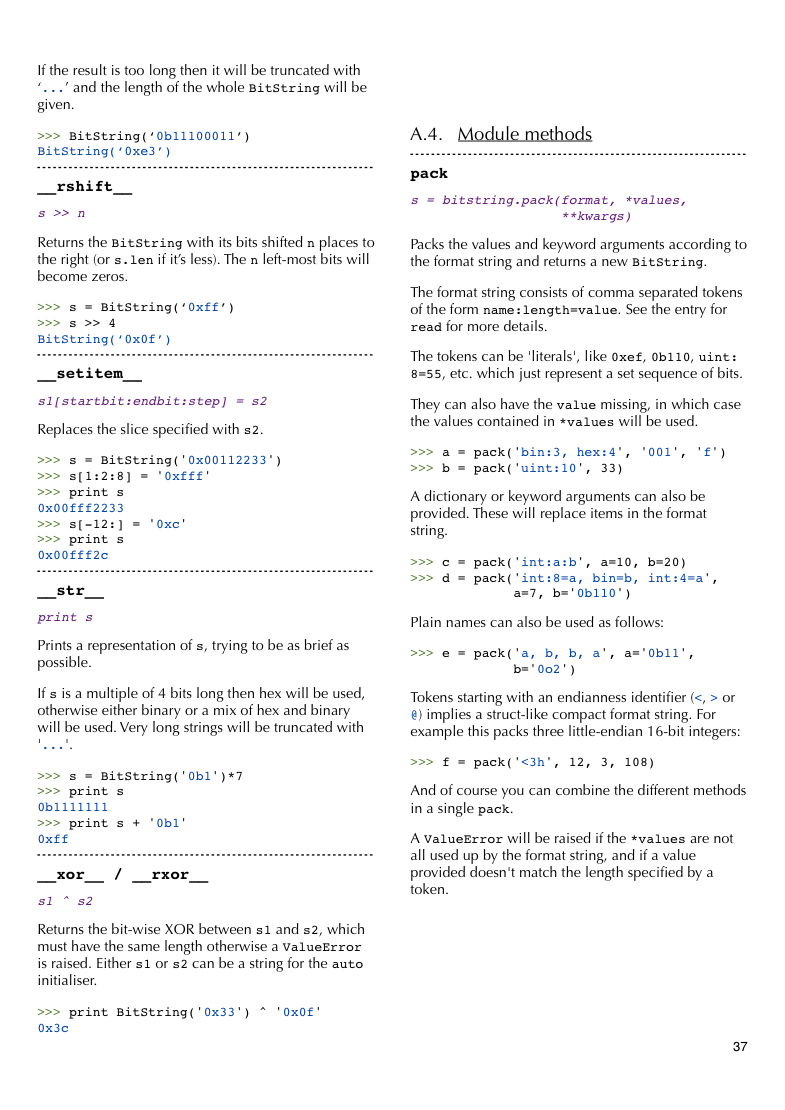 If the result is too long then it will be truncated with
‘...’ and the length of the whole BitString will be
given.
>>> BitString(‘0b11100011’)
BitString(‘0xe3’)
__rshift__
s >> n
Returns the BitString with its bits shifted n places to
the right (or s.len if it’s less). The n left-most bits will
become zeros.
>>> s = BitString(‘0xff’)
>>> s >> 4
BitString(‘0x0f’)
__setitem__
s1[startbit:endbit:step] = s2
Replaces the slice specified with s2.
>>> s = BitString('0x00112233')
>>> s[1:2:8] = '0xfff'
>>> print s
0x00fff2233
>>> s[-12:] = '0xc'
>>> print s
0x00fff2c
__str__
print s
Prints a representation of s, trying to be as brief as
possible.
If s is a multiple of 4 bits long then hex will be used,
otherwise either binary or a mix of hex and binary
will be used. Very long strings will be truncated with
'...'.
>>> s = BitString('0b1')*7
>>> print s
0b1111111
>>> print s + '0b1'
0xff
__xor__ / __rxor__
s1 ^ s2
Returns the bit-wise XOR between s1 and s2, which
must have the same length otherwise a ValueError
is raised. Either s1 or s2 can be a string for the auto
initialiser.
>>> print BitString('0x33') ^ '0x0f'
0x3c
A.4. Module methods
pack
s = bitstring.pack(format, *values,
**kwargs)
Packs the values and keyword arguments according to
the format string and returns a new BitString.
The format string consists of comma separated tokens
of the form name:length=value. See the entry for
read for more details.
The tokens can be 'literals', like 0xef, 0b110, uint:
8=55, etc. which just represent a set sequence of bits.
They can also have the value missing, in which case
the values contained in *values will be used.
>>> a = pack('bin:3, hex:4', '001', 'f')
>>> b = pack('uint:10', 33)
A dictionary or keyword arguments can also be
provided. These will replace items in the format
string.
>>> c = pack('int:a:b', a=10, b=20)
>>> d = pack('int:8=a, bin=b, int:4=a',
a=7, b='0b110')
Plain names can also be used as follows:
>>> e = pack('a, b, b, a', a='0b11',
b='0o2')
Tokens starting with an endianness identifier (<, > or
@) implies a struct-like compact format string. For
example this packs three little-endian 16-bit integers:
>>> f = pack('<3h', 12, 3, 108)
And of course you can combine the different methods
in a single pack.
A ValueError will be raised if the *values are not
all used up by the format string, and if a value
provided doesn't match the length specified by a
token.
37